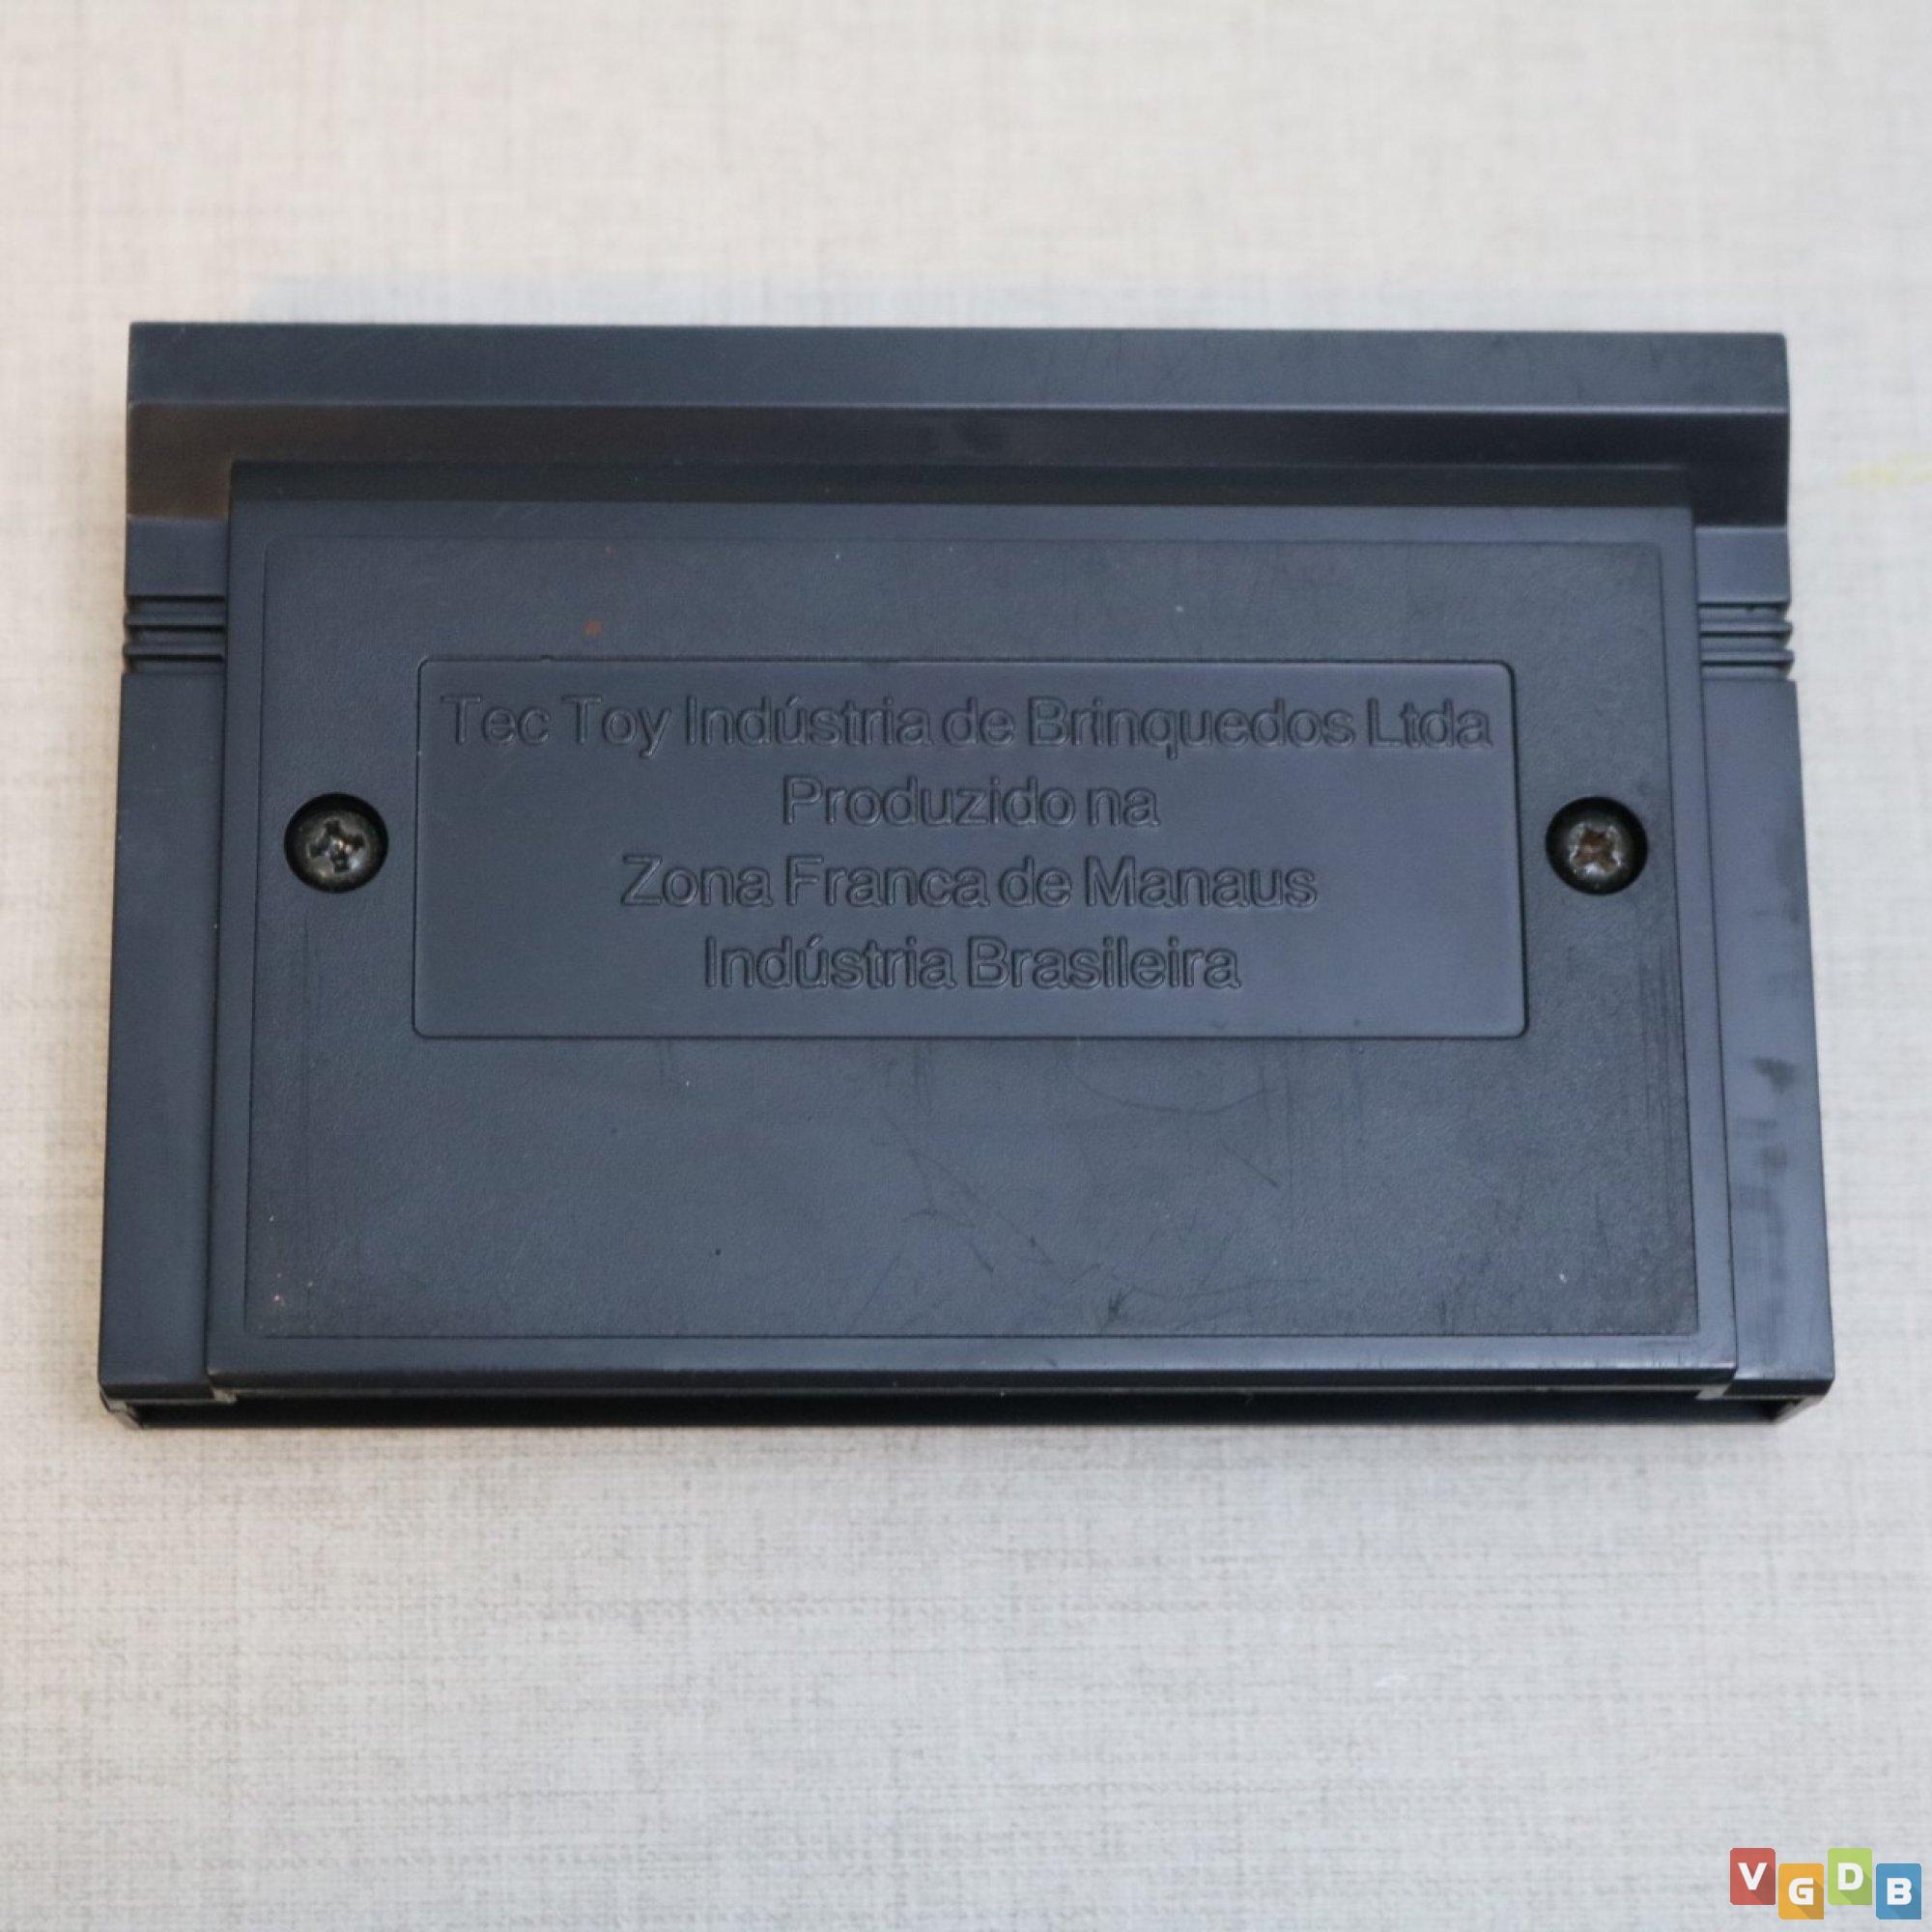 Tec Toy Indústria de Brinquedos Ltda
Produzido na
Zona Franca de Manaus
Indústria Brasileira
VGDB